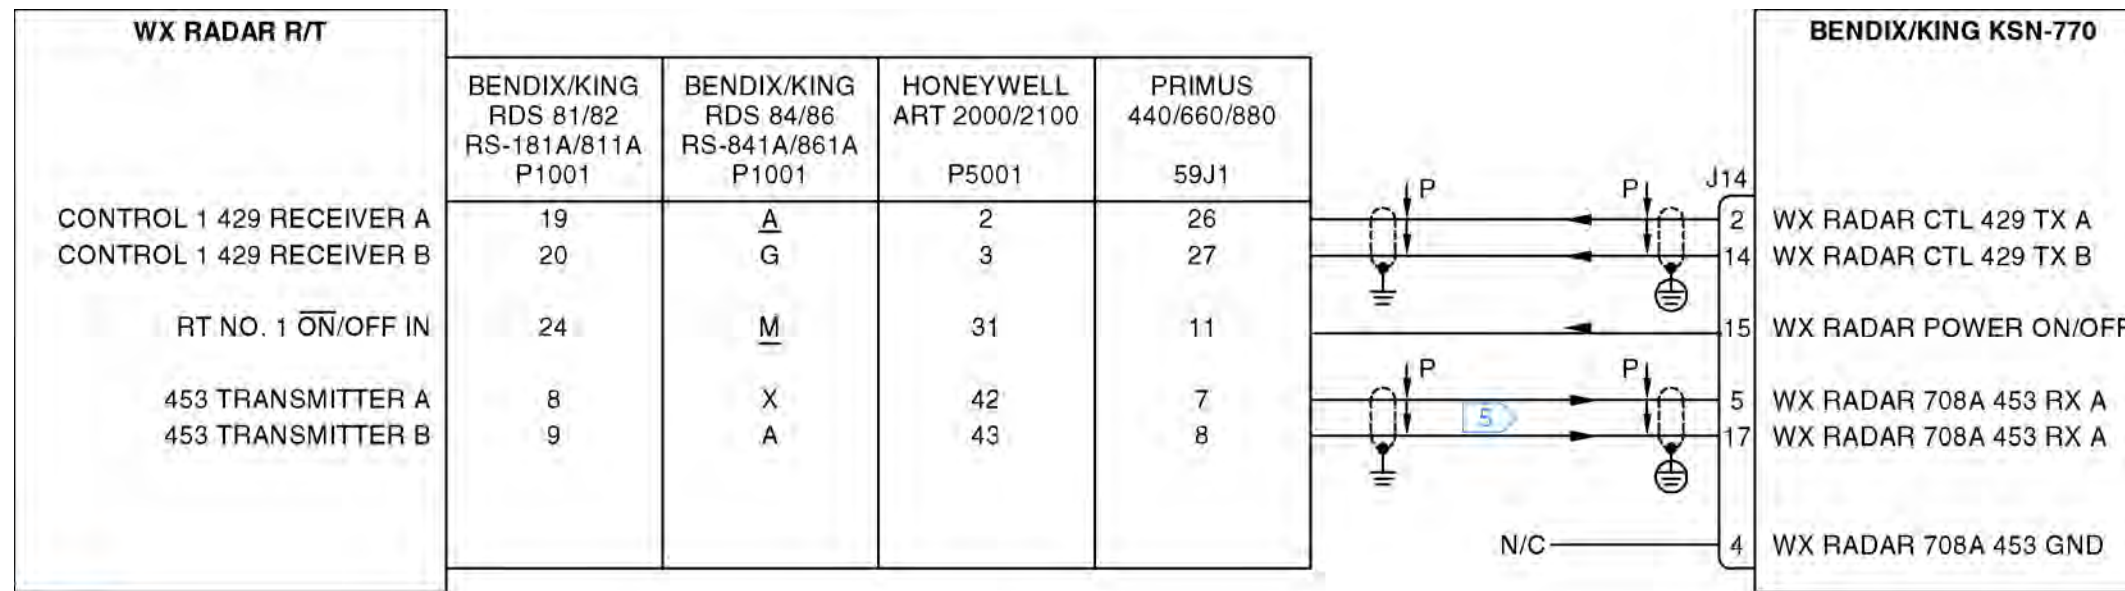 WX RADAR R/T
BENDIX/KING KSN-770
BENDIX/KING BENDIX/KING HONEYWELL PRIMUS
RDS 81/82 RDS 84/86 ART 2000/2100 440/660/880
RS-181A/811A RS-841A/861A
P1001 P1001 P5001 59J1
P P J14
CONTROL 1 429 RECEIVER A 19 A 2 26 2 WX RADAR CTL 429 TX A
CONTROL 1 429 RECEIVER B 20 G 3 27 14 WX RADAR CTL 429 TX B
RT NO. 1 ON/OFF IN 24 M 31 11 15 WX RADAR POWER ON/OFF
P P
453 TRANSMITTER A 8 X 42 7 5 WX RADAR 708A 453 RX A
5
453 TRANSMITTER B 9 A 43 8 17 WX RADAR 708A 453 RX A
N/C 4 WX RADAR 708A 453 GND